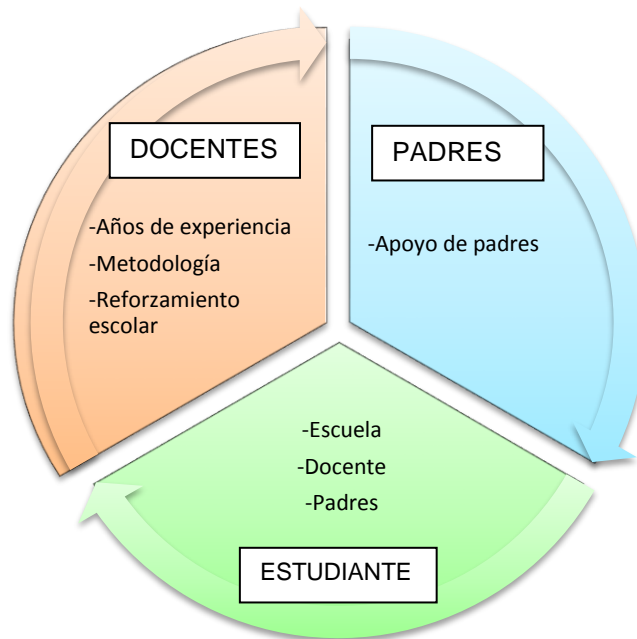 DOCENTES
-Años de experiencia
-Metodología
-Reforzamiento
escolar
PADRES
-Apoyo de padres
-Escuela
-Docente
-Padres
ESTUDIANTE